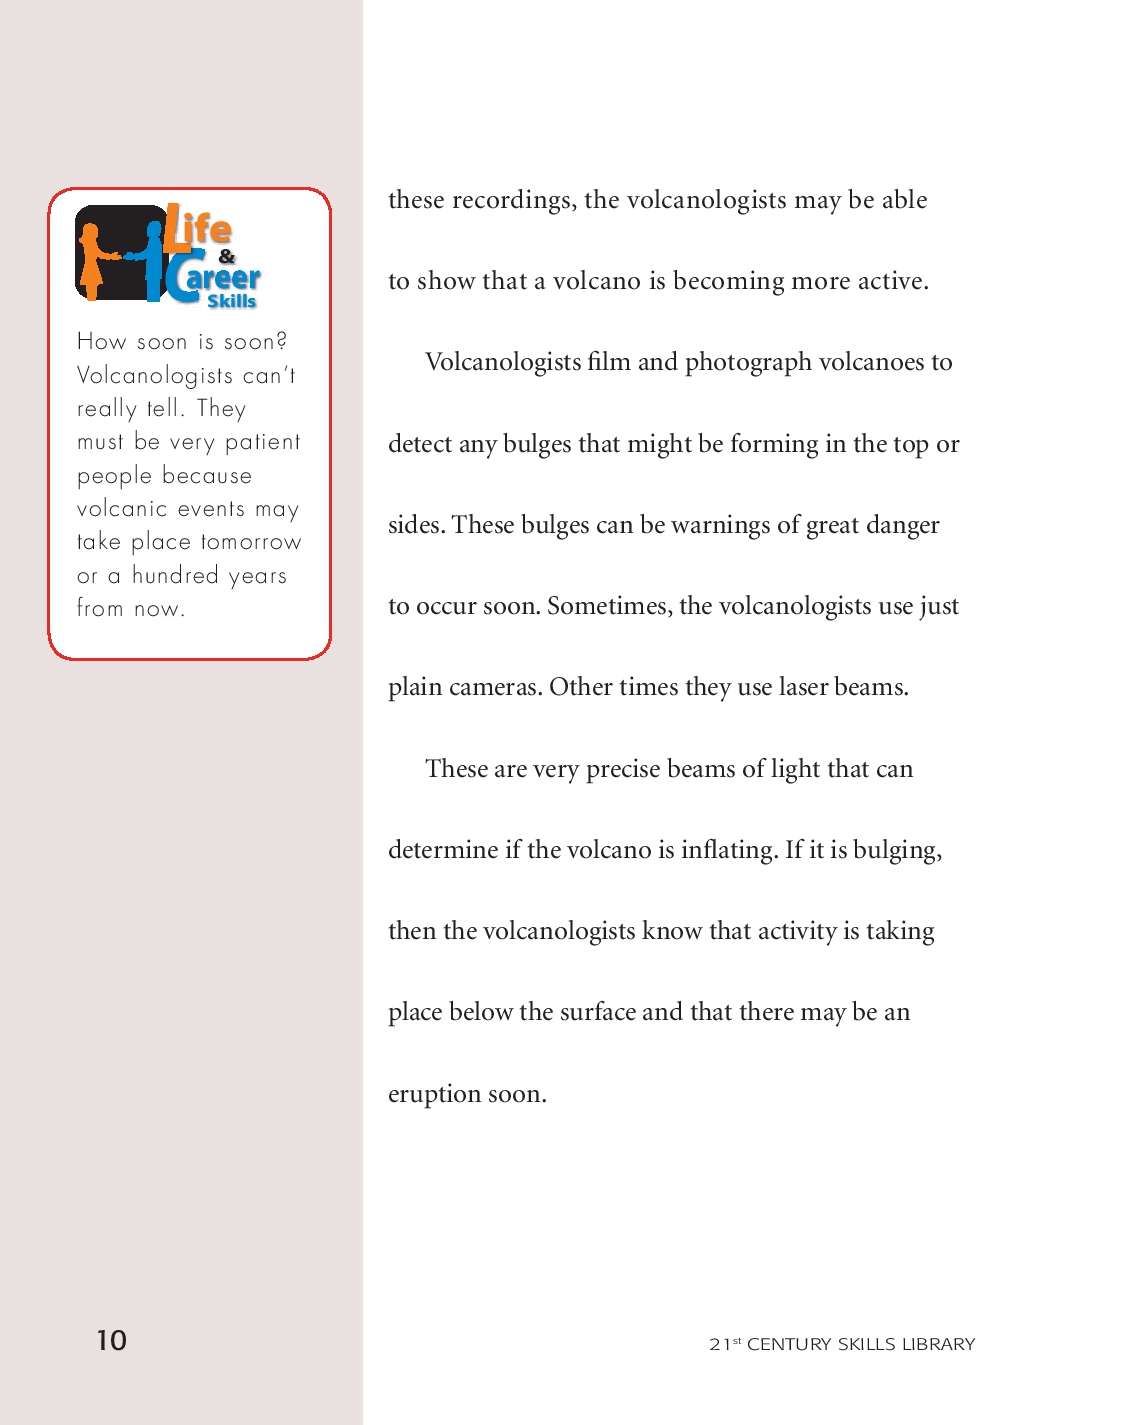 Life
&
Career
Skills
How soon is soon?
Volcanologists can’t
really tell. They
must be very patient
people because
volcanic events may
take place tomorrow
or a hundred years
from now.
these recordings, the volcanologists may be able
to show that a volcano is becoming more active.
Volcanologists film and photograph volcanoes to
detect any bulges that might be forming in the top or
sides. These bulges can be warnings of great danger
to occur soon. Sometimes, the volcanologists use just
plain cameras. Other times they use laser beams.
These are very precise beams of light that can
determine if the volcano is inflating. If it is bulging,
then the volcanologists know that activity is taking
place below the surface and that there may be an
eruption soon.
10
21st CENTURY SKILLS LIBRARY